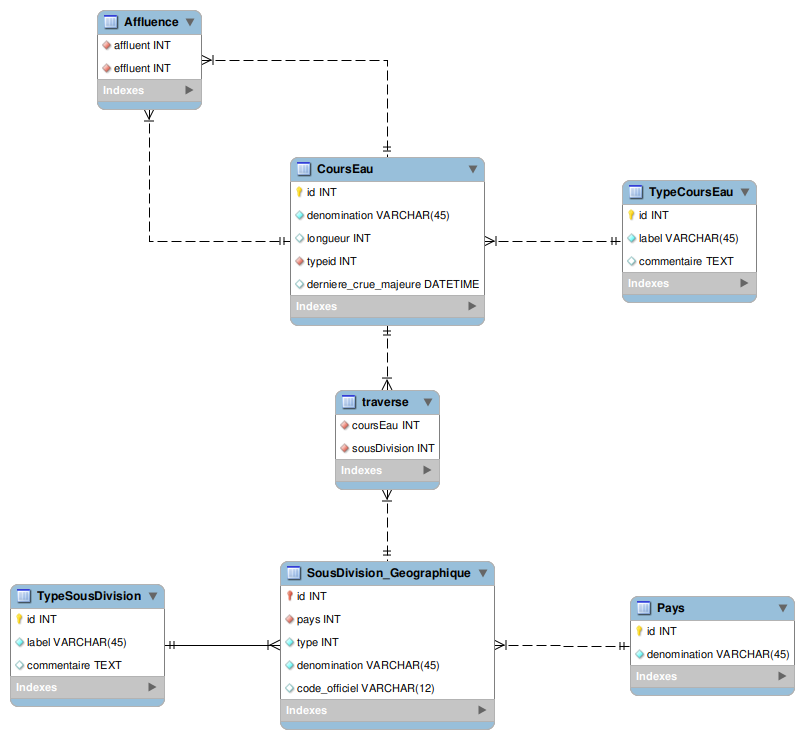 Affluence
affluent INT
effluent INT
Indexes
CoursEau
id INT
denomination VARCHAR(45)
longueur INT
typeid INT
derniere_crue_majeure DATETIME
Indexes
TypeCoursEau
id INT
label VARCHAR(45)
commentaire TEXT
Indexes
traverse
coursEau INT
sousDivision INT
Indexes
TypeSousDivision
id INT
label VARCHAR(45)
commentaire TEXT
Indexes
SousDivision_Geographique
id INT
pays INT
type INT
denomination VARCHAR(45)
code_officiel VARCHAR(12)
Indexes
Pays
id INT
denomination VARCHAR(45)
Indexes